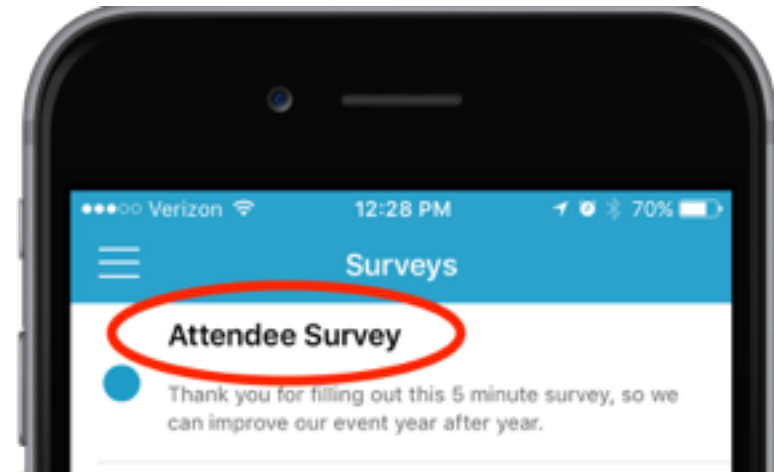 Verizon 12:28 PM 70%
Surveys
Attendee Survey
Thank you for filling out this 5 minute survey, so we
can improve our event year after year.